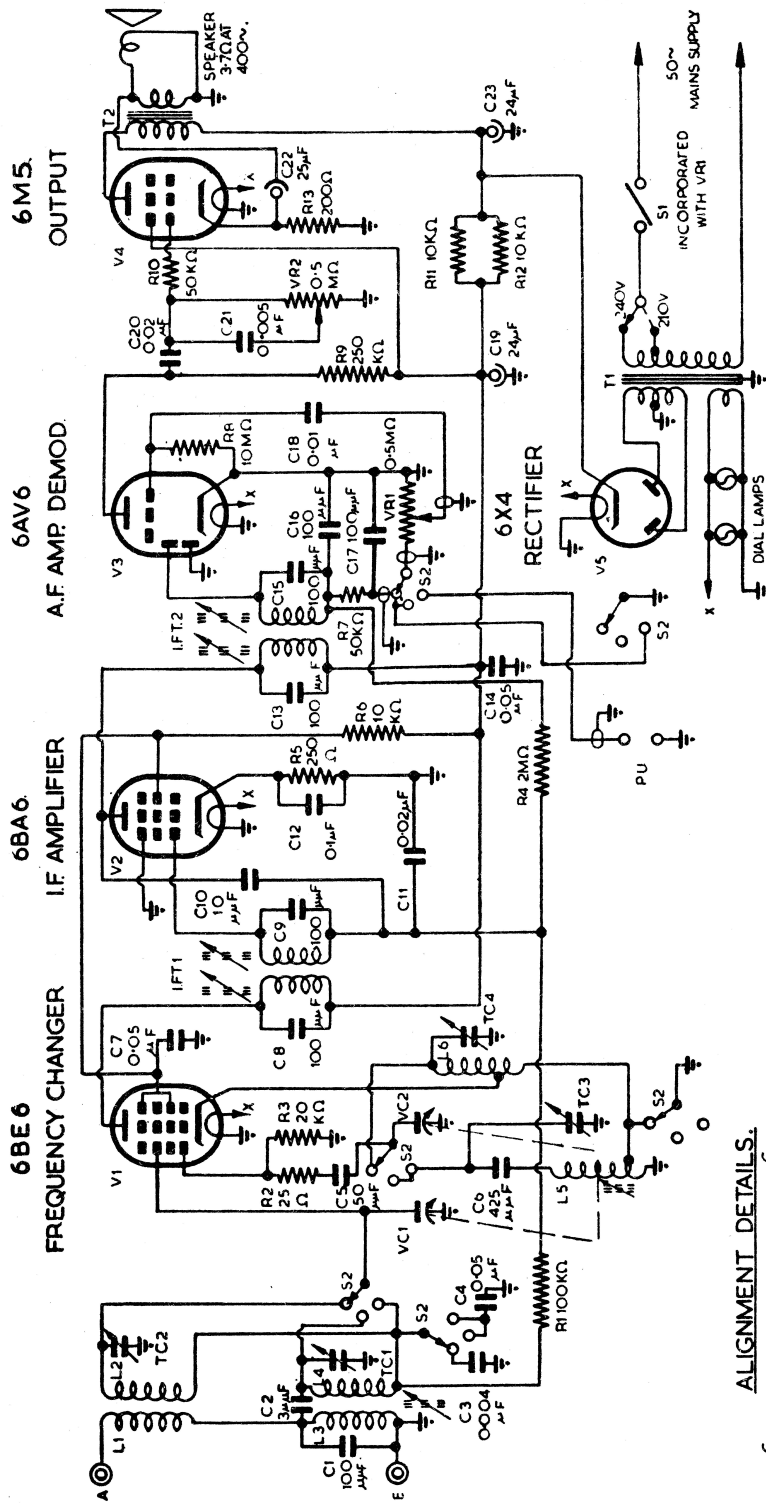 6BE6
FREQUENCY CHANGER
6BA6.
I.F. AMPLIFIER
6AV6
A.F. AMP. DEMOD.
6M5.
OUTPUT
A
L1
L2
TC2
C2
3µµF
L3
L4
TC1
C1
100
µµF
E
C3
0·004
µF
S2
C4
0·05
µF
R1 100KΩ
S2
V1
X
C7
0·05
µF
R2
25
Ω
R3
20
KΩ
C5
50
µµF
VC1
S2
VC2
C6
425
µµF
L5
L6
TC4
TC3
S2
I.FT1
C8
100
µµF
C9
100
µµF
C10
10
µµF
V2
X
C12
0·1µF
R5
250
Ω
C11
0·02µF
R6
10
KΩ
R4 2MΩ
I.FT.2
C13
100
µµF
C15
100
µµF
C14
0·05
µF
V3
X
R8
10MΩ
C16
100
µµF
C17 100µµF
R7
50KΩ
S2
VR1
0·5MΩ
C18
0·01
µF
C20
0·02
µF
C21
0·005
µF
R9
250
KΩ
C19
24µF
V4
X
R10
50KΩ
VR2
0·5
MΩ
R13
200Ω
C22
25µF
T2
SPEAKER
3·7Ω AT
400~.
R11 10KΩ
R12 10KΩ
C23
24µF
6X4
RECTIFIER
V5
X
S2
PU
T1
240V
210V
S1
INCORPORATED
WITH VR1
50~
MAINS SUPPLY
X
DIAL LAMPS
ALIGNMENT DETAILS.